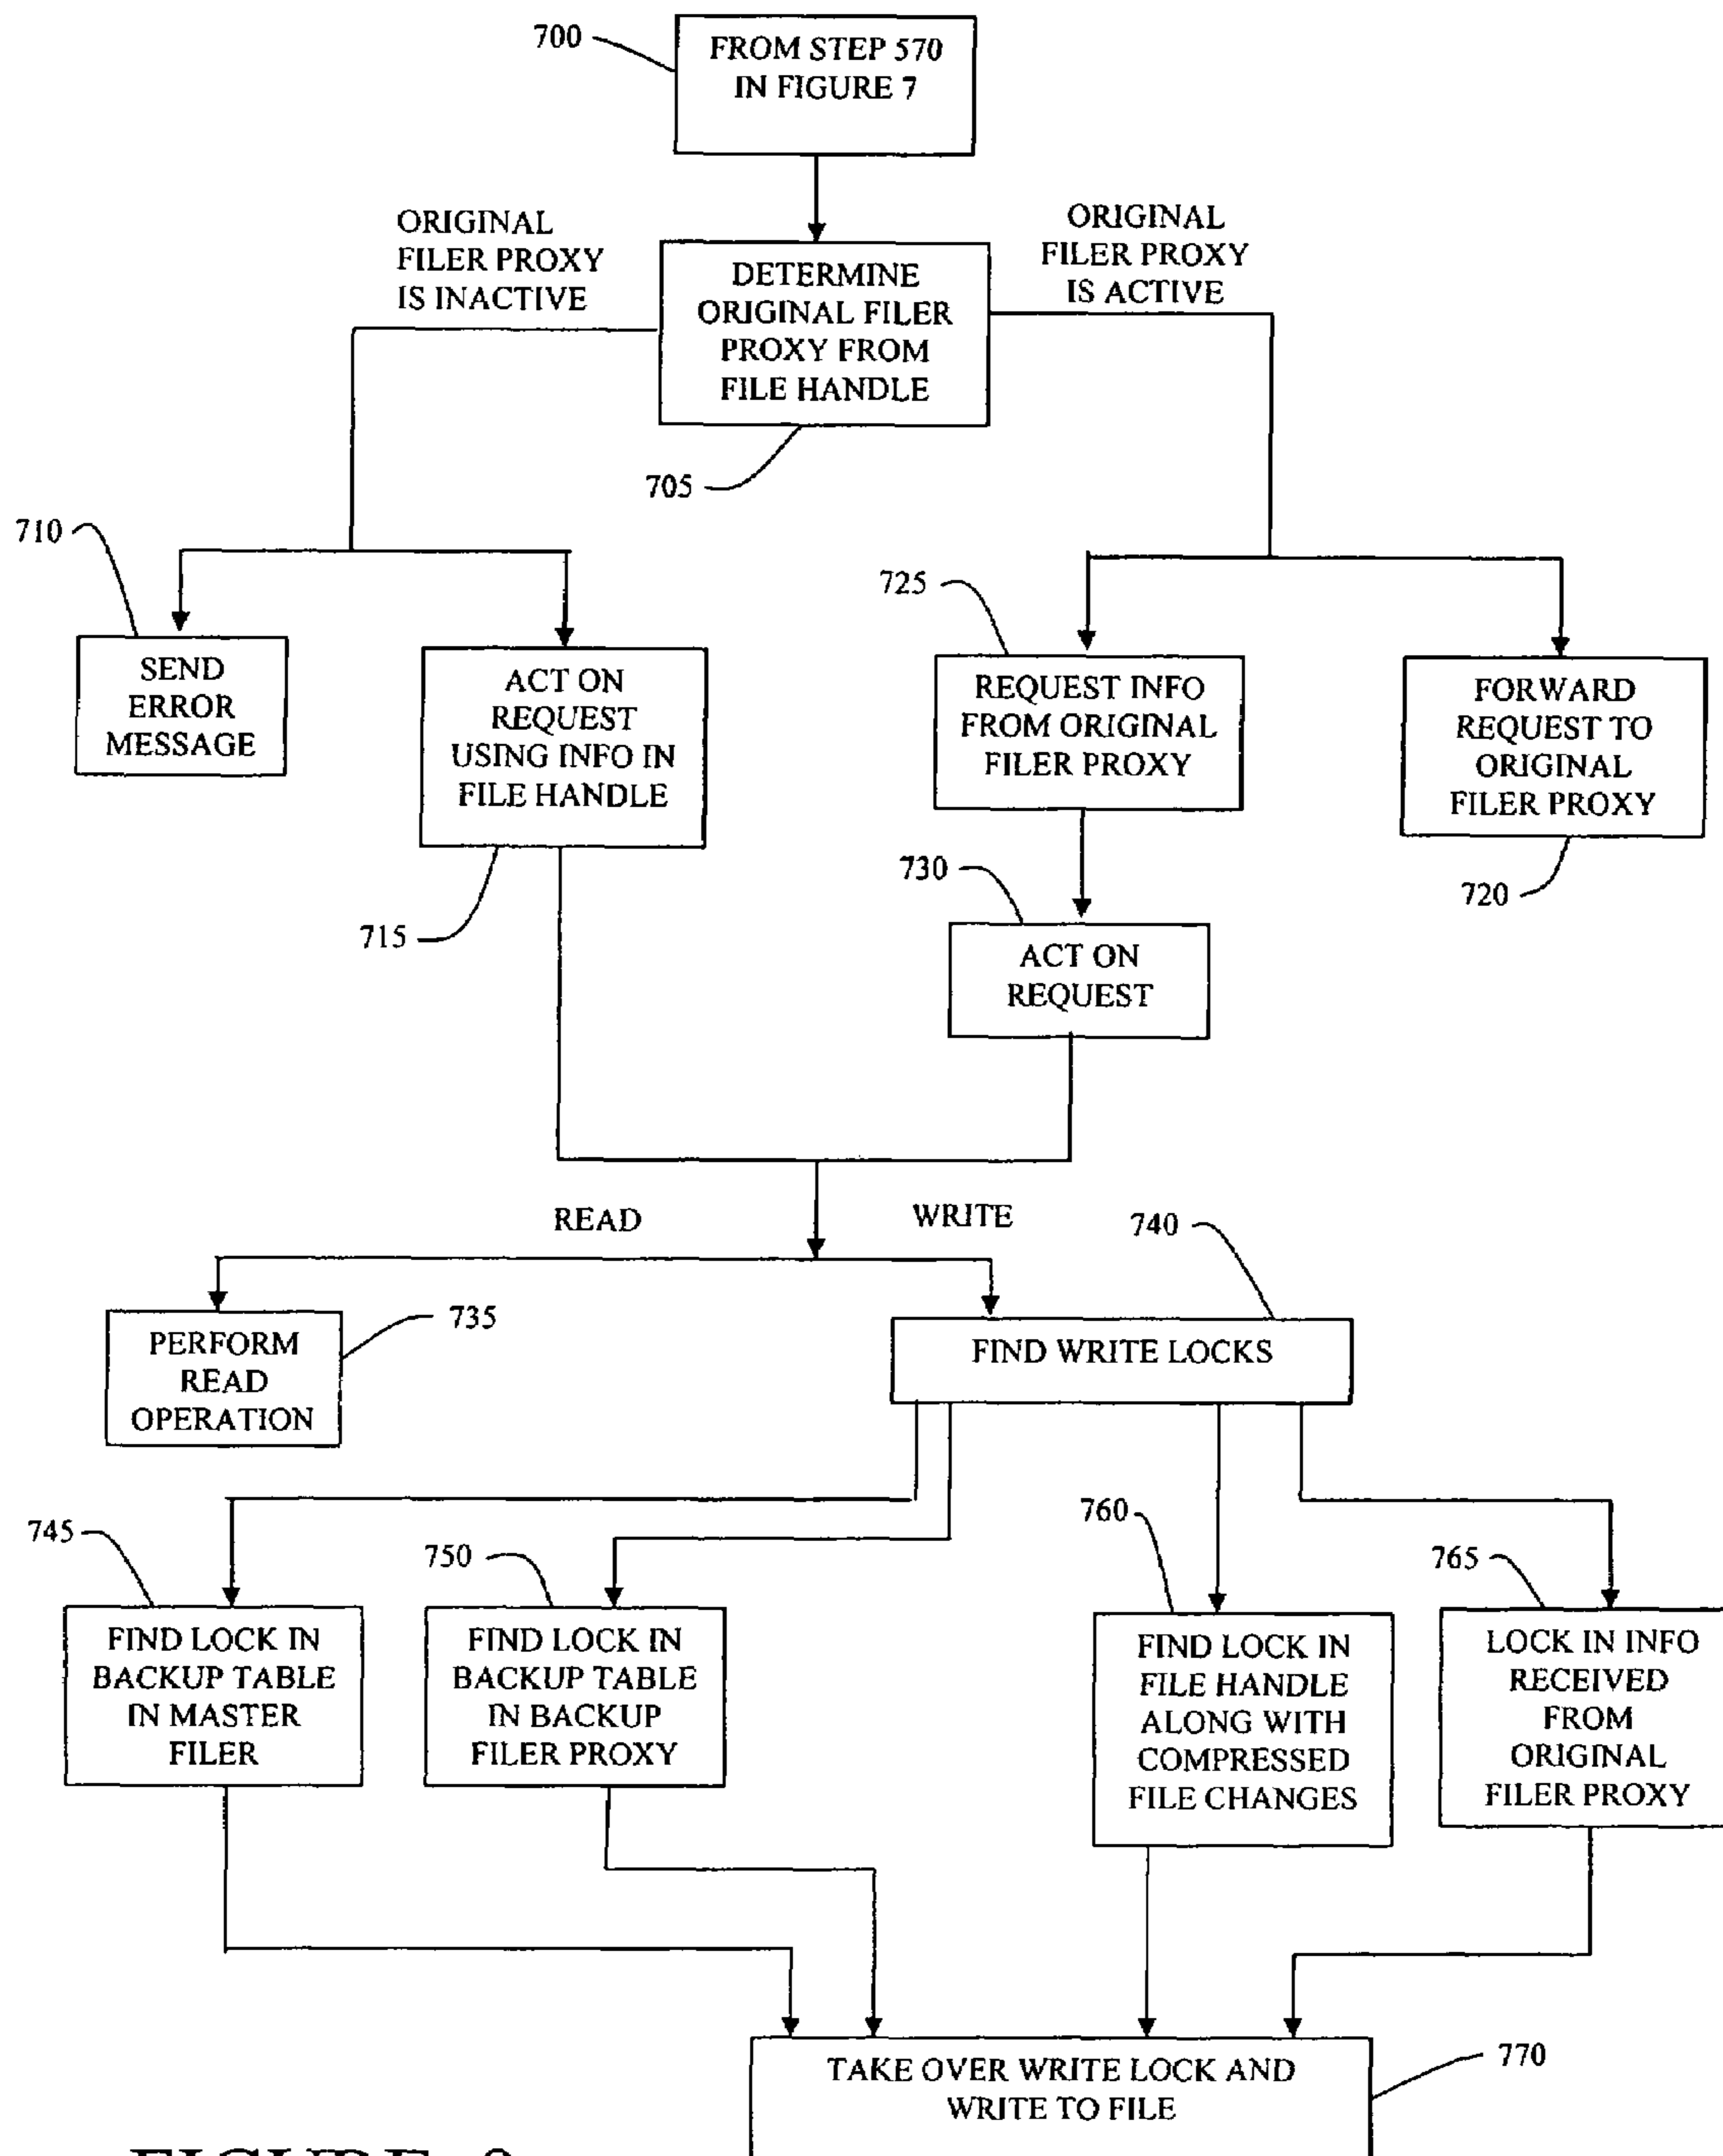 700
FROM STEP 570
IN FIGURE 7
ORIGINAL
FILER PROXY
IS INACTIVE
ORIGINAL
FILER PROXY
IS ACTIVE
DETERMINE
ORIGINAL FILER
PROXY FROM
FILE HANDLE
705
710
SEND
ERROR
MESSAGE
ACT ON
REQUEST
USING INFO IN
FILE HANDLE
715
725
REQUEST INFO
FROM ORIGINAL
FILER PROXY
FORWARD
REQUEST TO
ORIGINAL
FILER PROXY
720
730
ACT ON
REQUEST
READ
WRITE
740
735
PERFORM
READ
OPERATION
FIND WRITE LOCKS
745
FIND LOCK IN
BACKUP TABLE
IN MASTER
FILER
750
FIND LOCK IN
BACKUP TABLE
IN BACKUP
FILER PROXY
760
FIND LOCK IN
FILE HANDLE
ALONG WITH
COMPRESSED
FILE CHANGES
765
LOCK IN INFO
RECEIVED
FROM
ORIGINAL
FILER PROXY
TAKE OVER WRITE LOCK AND
WRITE TO FILE
770
FIGURE